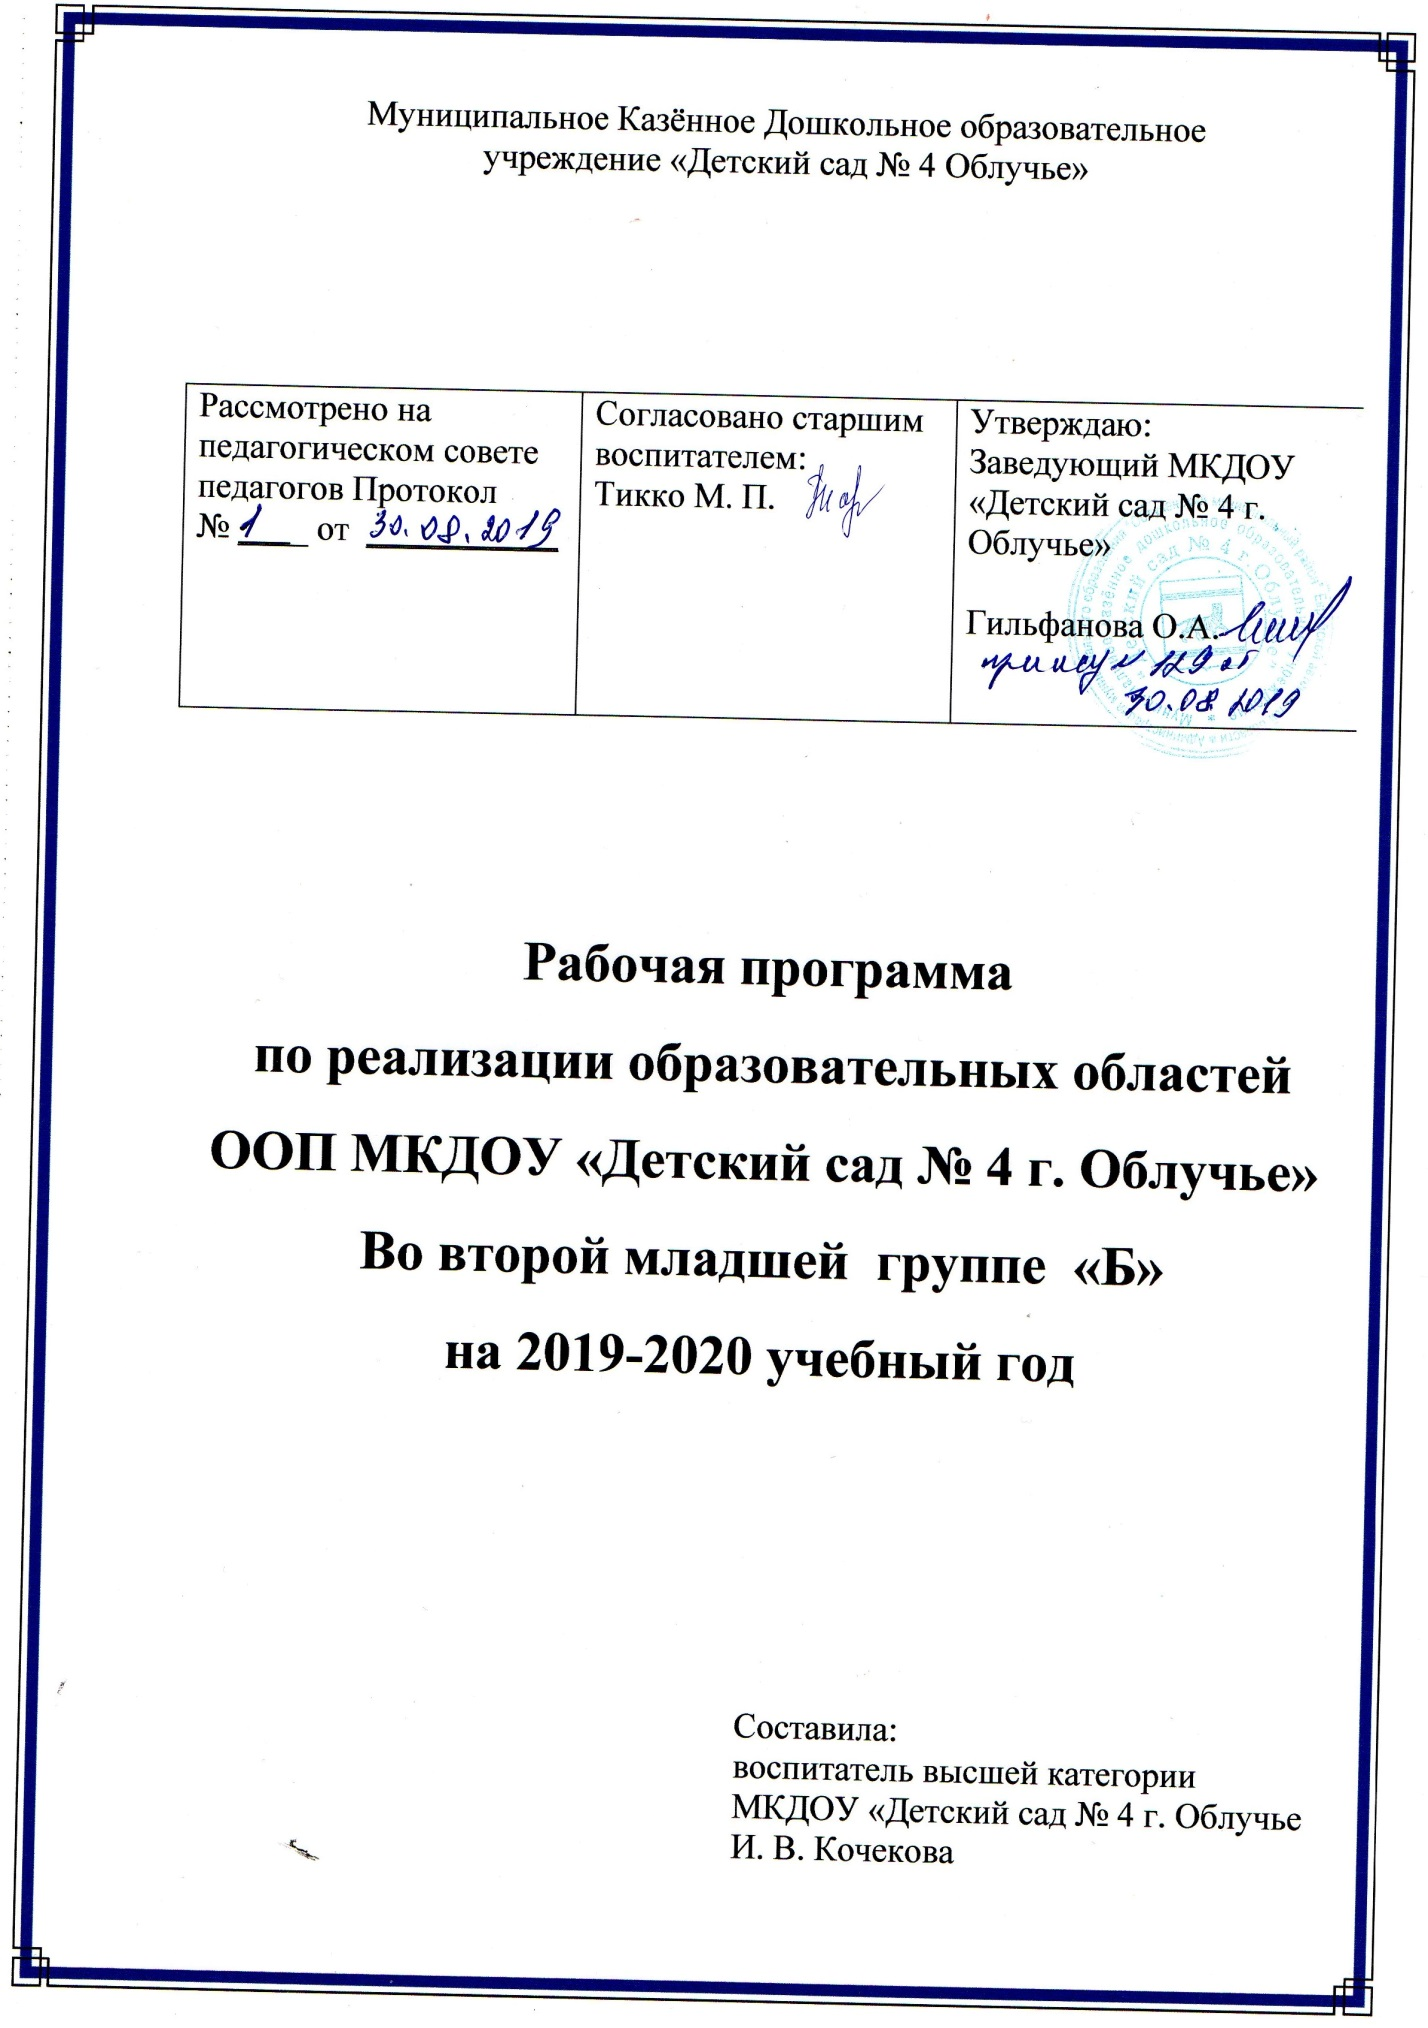 Муниципальное Казённое Дошкольное образовательное
учреждение «Детский сад № 4 Облучье»
Рассмотрено на
педагогическом совете
педагогов Протокол
№ 1 от 30.08.2019
Согласовано старшим
воспитателем:
Тикко М. П.
Утверждаю:
Заведующий МКДОУ
«Детский сад № 4 г.
Облучье»
Гильфанова О.А.
приказ № 129 от
30.08.2019
Рабочая программа
по реализации образовательных областей
ООП МКДОУ «Детский сад № 4 г. Облучье»
Во второй младшей группе «Б»
на 2019-2020 учебный год
Составила:
воспитатель высшей категории
МКДОУ «Детский сад № 4 г. Облучье
И. В. Кочекова